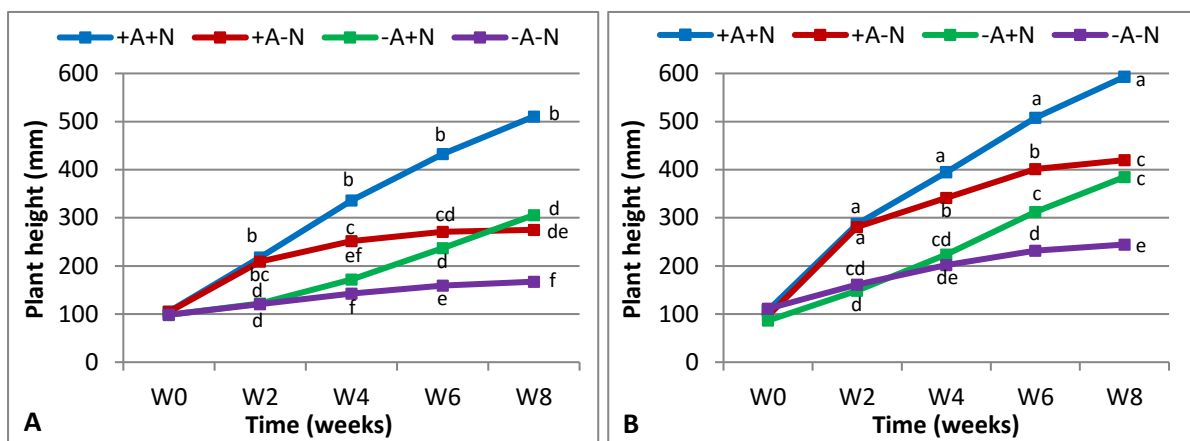 +A+N +A-N -A+N -A-N
Plant height (mm)
600
500
400
300
200
100
0
b
b
b
b
bc
c
cd
de
d
ef
d
d
d
f
e
f
W0 W2 W4 W6 W8
Time (weeks)
A
+A+N +A-N -A+N -A-N
Plant height (mm)
600
500
400
300
200
100
0
a
a
a
a
a
b
b
c
cd
cd
c
c
d
de
d
e
W0 W2 W4 W6 W8
Time (weeks)
B